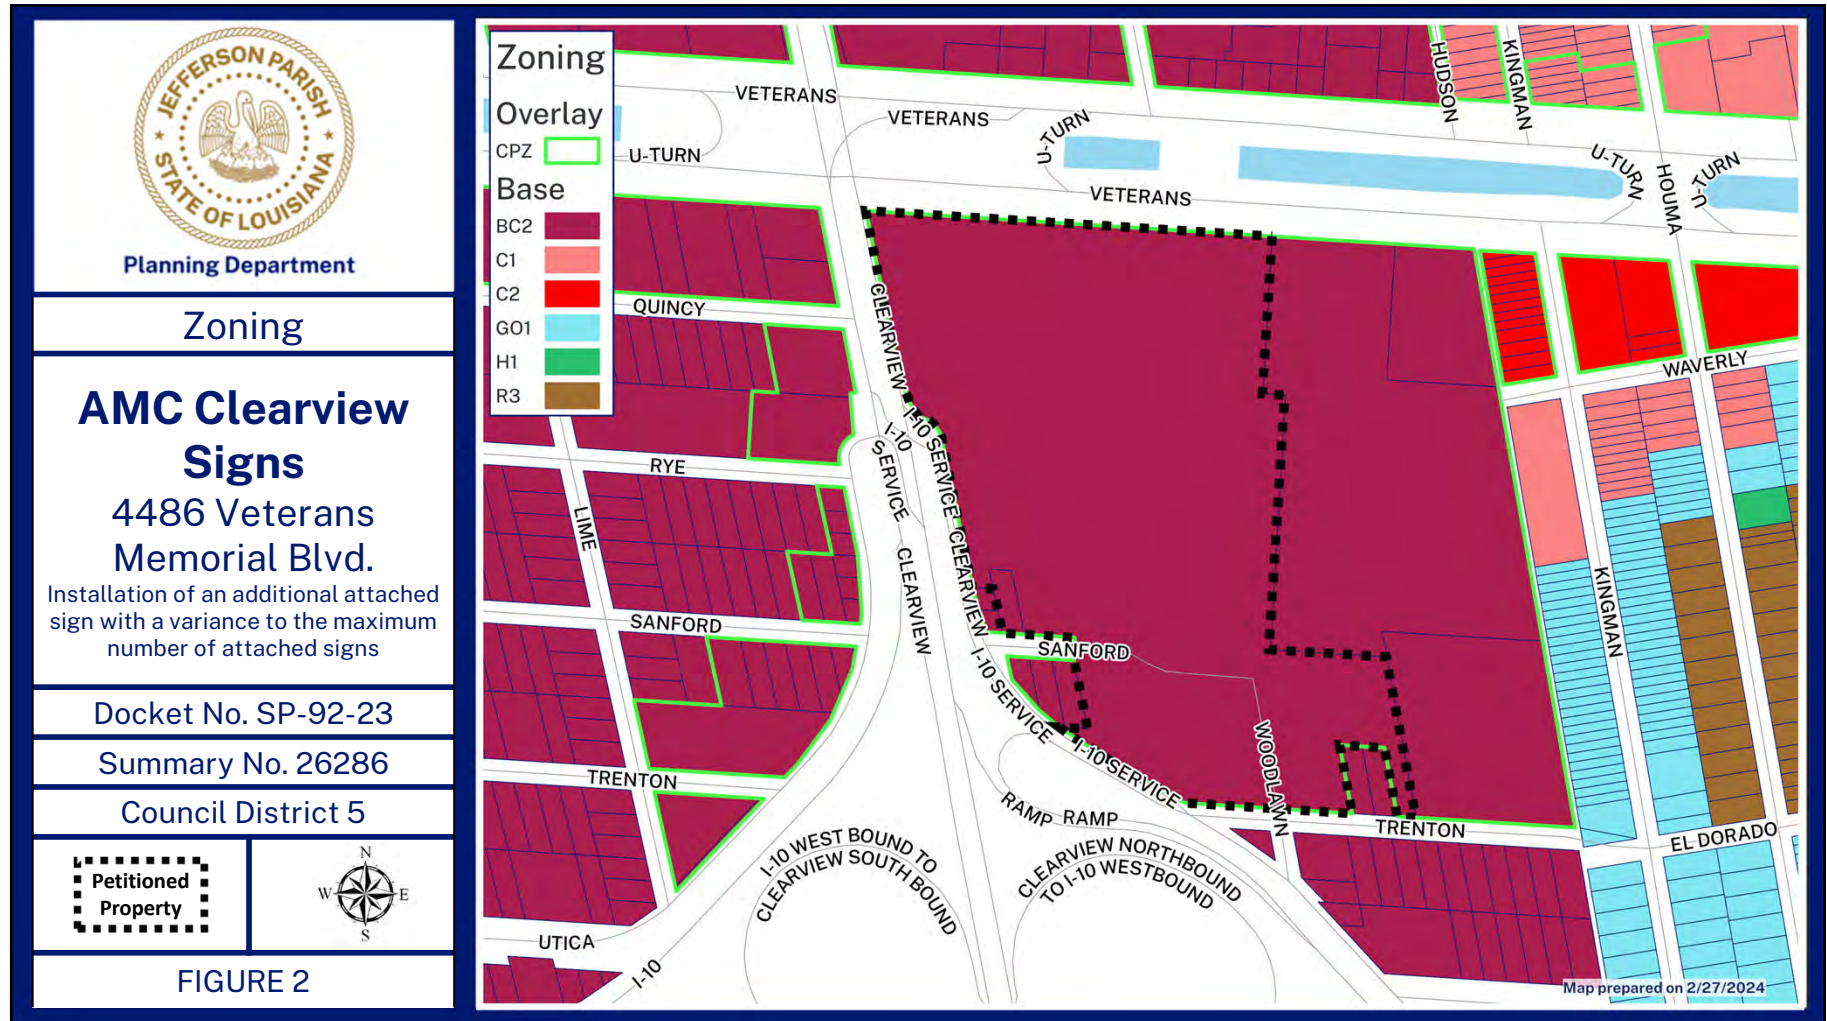 JEFFERSON PARISH
STATE OF LOUISIANA
Planning Department
Zoning
AMC Clearview
Signs
4486 Veterans
Memorial Blvd.
Installation of an additional attached
sign with a variance to the maximum
number of attached signs
Docket No. SP-92-23
Summary No. 26286
Council District 5
Petitioned
Property
N
W
E
S
FIGURE 2
Zoning
Overlay
CPZ
Base
BC2
C1
C2
GO1
H1
R3
VETERANS
VETERANS
U-TURN
U-TURN
VETERANS
HUDSON
KINGMAN
U-TURN
HOUMA
U-TURN
QUINCY
CLEARVIEW
WAVERLY
I-10 SERVICE
I-10
SERVICE
RYE
LIME
CLEARVIEW
CLEARVIEW
SANFORD
SANFORD
KINGMAN
I-10 SERVICE
I-10 SERVICE
WOODLAWN
TRENTON
TRENTON
RAMP
RAMP
EL DORADO
I-10 WEST BOUND TO
CLEARVIEW SOUTH BOUND
CLEARVIEW NORTHBOUND
TO I-10 WESTBOUND
UTICA
I-10
Map prepared on 2/27/2024